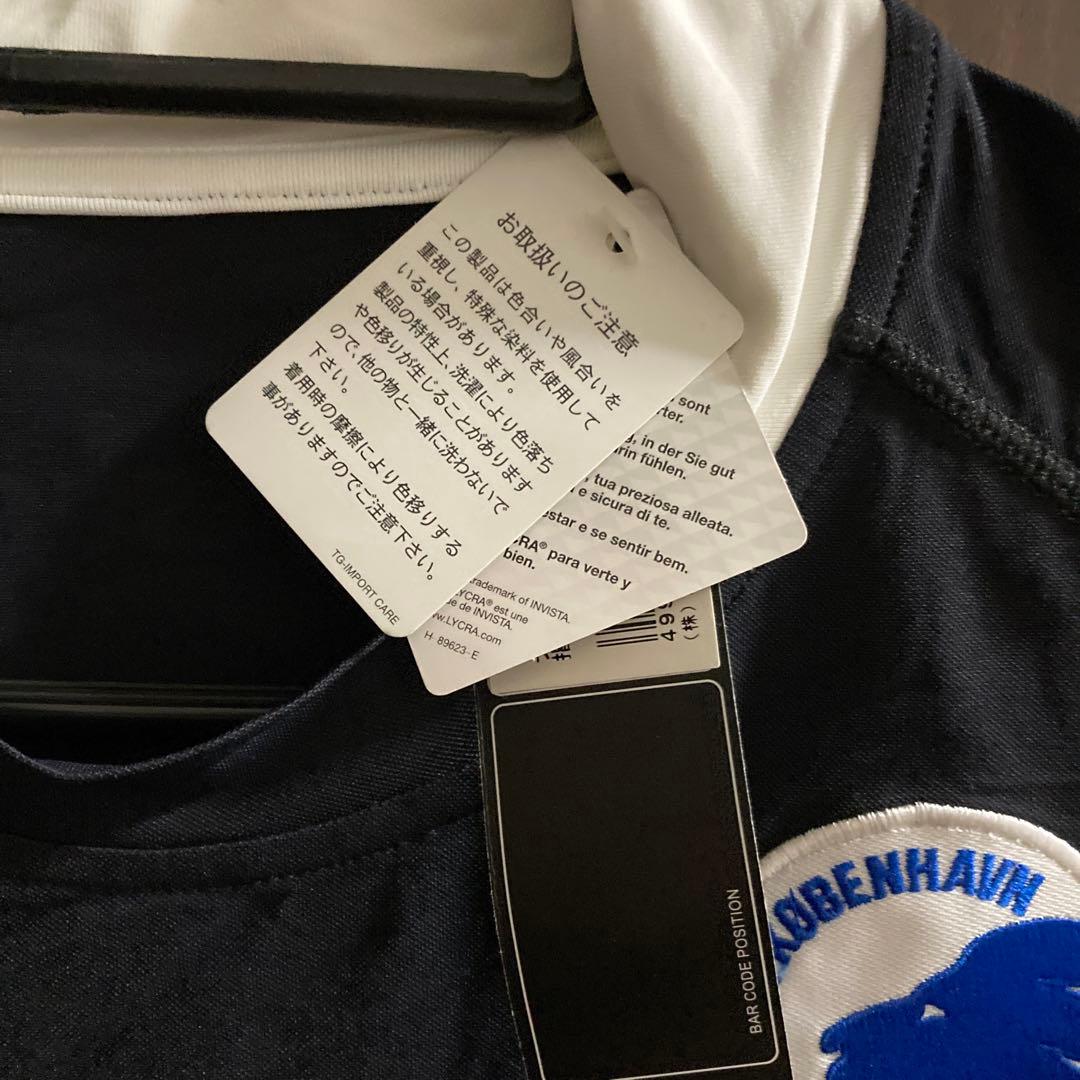 お取扱いのご注意
この製品は色合いや風合いを
重視し、特殊な染料を使用して
いる場合があります。
製品の特性上、洗濯により色落ち
や色移りが生じることがあります
ので、他の物と一緒に洗わないで
下さい。
着用時の摩擦により色移りする
事がありますのでご注意下さい。
TG-IMPORT CARE
, sont
rter.
, in der Sie gut
rin fühlen.
tua preziosa alleata.
e sicura di te.
estar e se sentir bem.
YCRA® para verte y
bien.
trademark of INVISTA.
LYCRA® est une
de INVISTA.
www.LYCRA.com
H- 89623-E
(株)
BAR CODE POSITION
KØBENHAVN